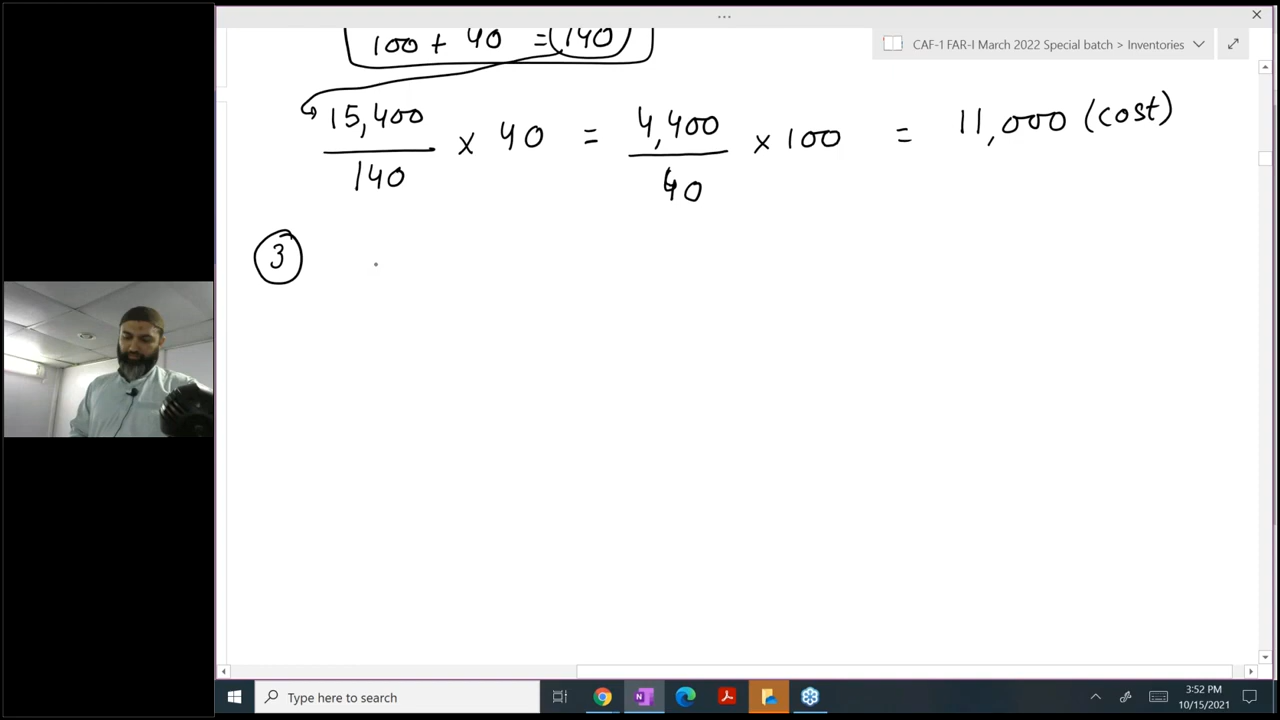 ...
×
100 + 40 = 140
CAF-1 FAR-I March 2022 Special batch > Inventories
15,400 / 140 × 40 = 4,400 / 40 × 100 = 11,000 (cost)
3
Type here to search
3:52 PM
10/15/2021